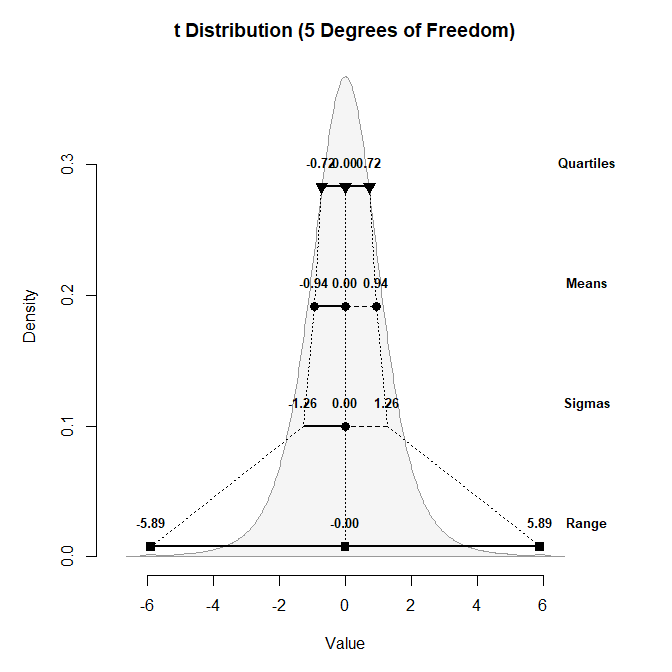 t Distribution (5 Degrees of Freedom)
-0.72 0.00 0.72 Quartiles
-0.94 0.00 0.94 Means
-1.26 0.00 1.26 Sigmas
-5.89 -0.00 5.89 Range
Density
0.0 0.1 0.2 0.3
-6 -4 -2 0 2 4 6
Value